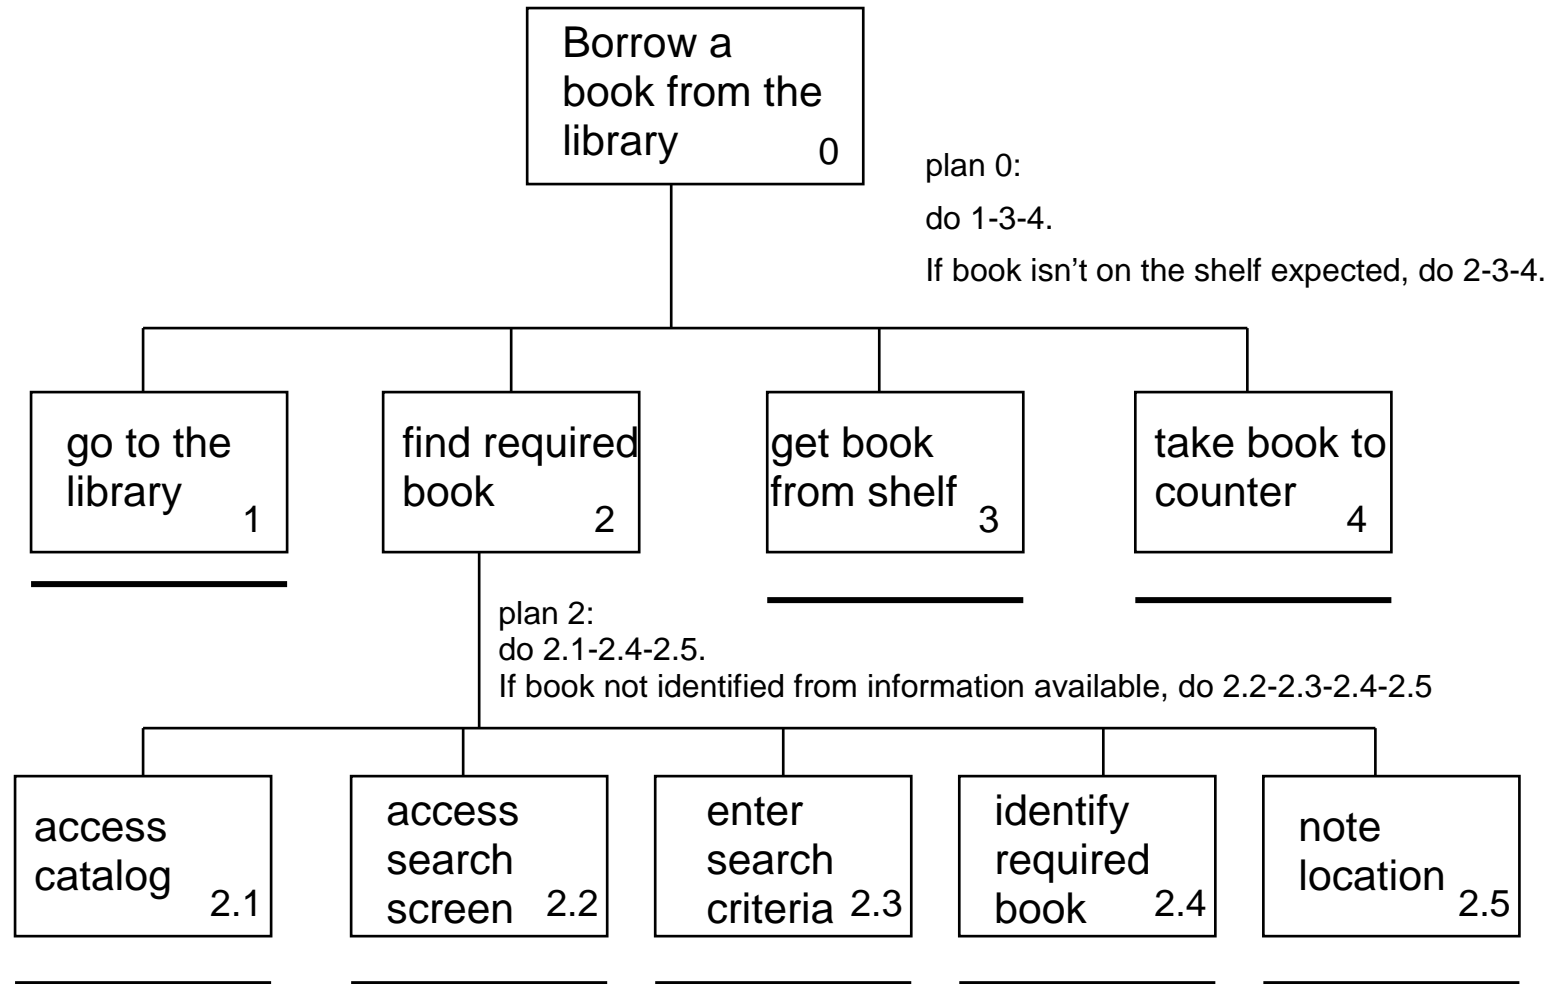 Borrow a
book from the
library
0
plan 0:
do 1-3-4.
If book isn’t on the shelf expected, do 2-3-4.
go to the
library
1
find required
book
2
get book
from shelf
3
take book to
counter
4
plan 2:
do 2.1-2.4-2.5.
If book not identified from information available, do 2.2-2.3-2.4-2.5
access
catalog
2.1
access
search
screen
2.2
enter
search
criteria
2.3
identify
required
book
2.4
note
location
2.5